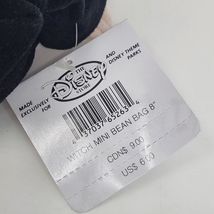 MADE
EXCLUSIVELY
FOR
THE
DISNEY
STORE
AND
DISNEY THEME
PARKS
WITCH MINI BEAN BAG 8"
CDN$ 9.00
US$ 6.00